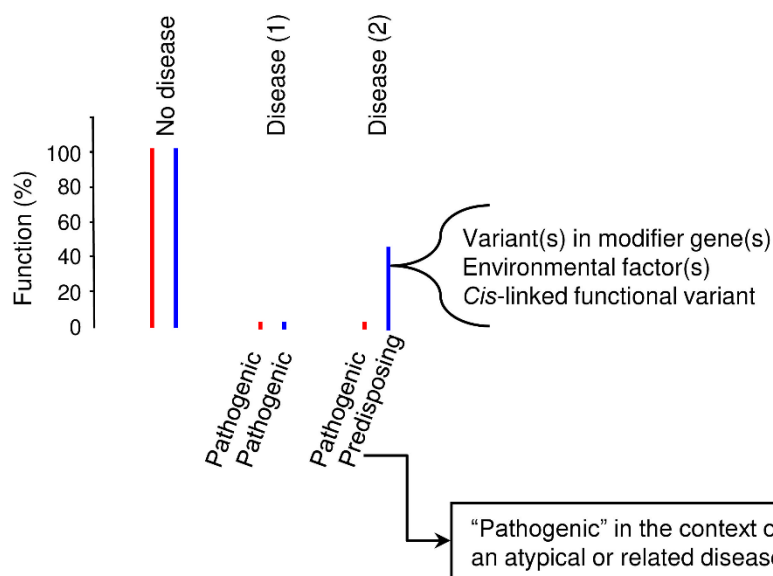 No disease
Disease (1)
Disease (2)
Function (%)
100
80
60
40
20
0
Variant(s) in modifier gene(s)
Environmental factor(s)
Cis-linked functional variant
Pathogenic
Pathogenic
Pathogenic
Predisposing
“Pathogenic” in the context
an atypical or related disease